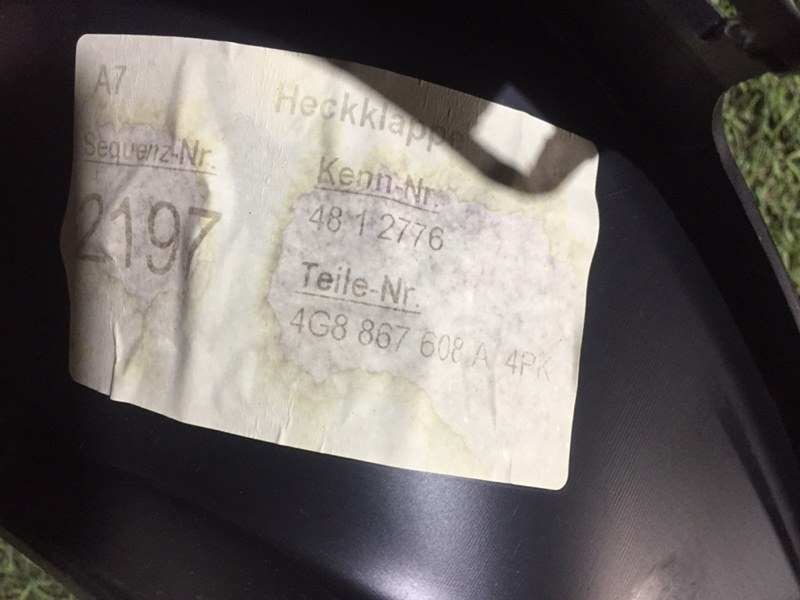 A7
Heckklappe
Sequenz-Nr.
2197
Kenn-Nr.
48 1 2776
Teile-Nr.
4G8 867 608 A 4PK